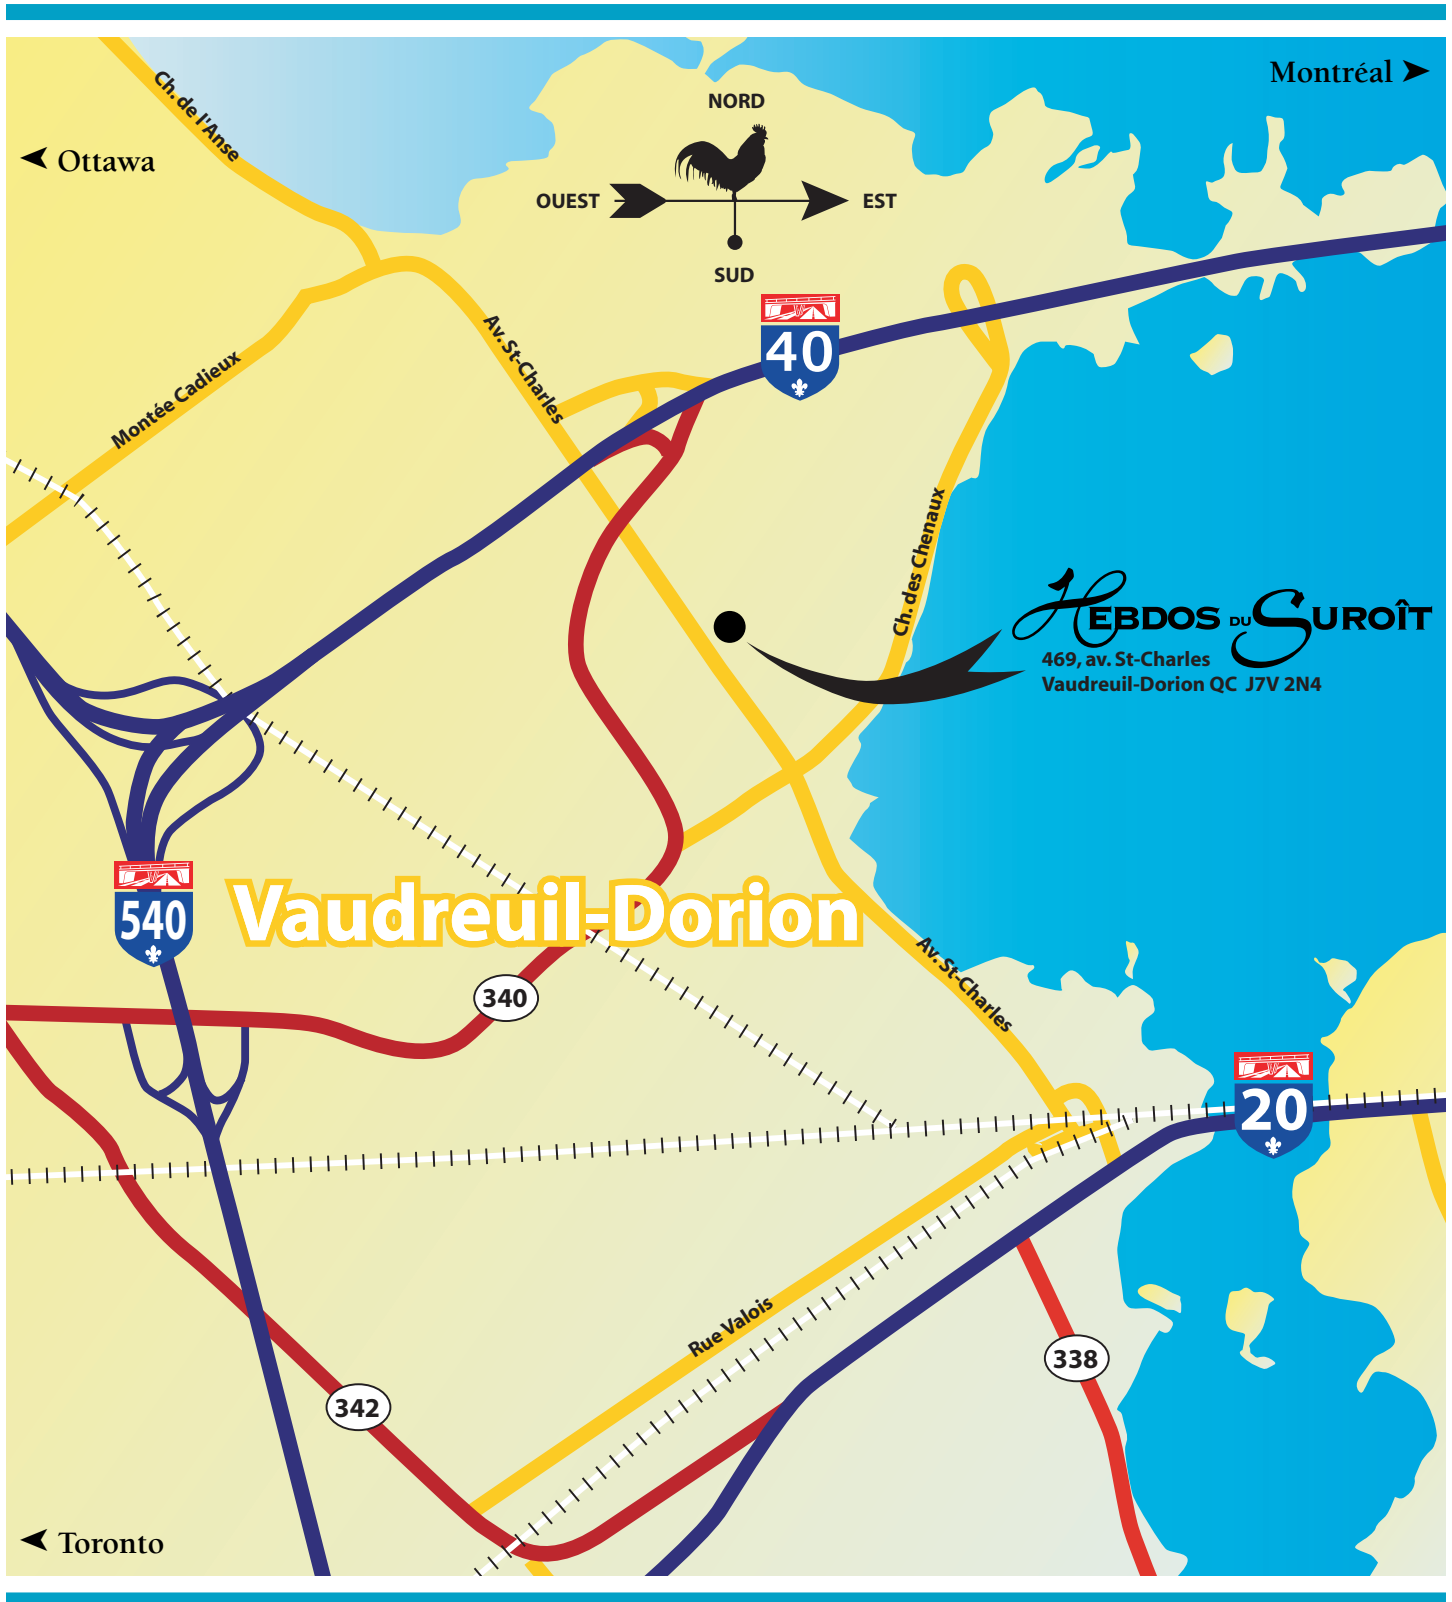 Montréal
Ch. de l'Anse
NORD
Ottawa
OUEST
EST
SUD
40
Av. St-Charles
Montée Cadieux
Ch. des Chenaux
HEBDOS DU SUROÎT
469, av. St-Charles
Vaudreuil-Dorion QC J7V 2N4
540
Vaudreuil-Dorion
Av. St-Charles
340
20
Rue Valois
338
342
Toronto